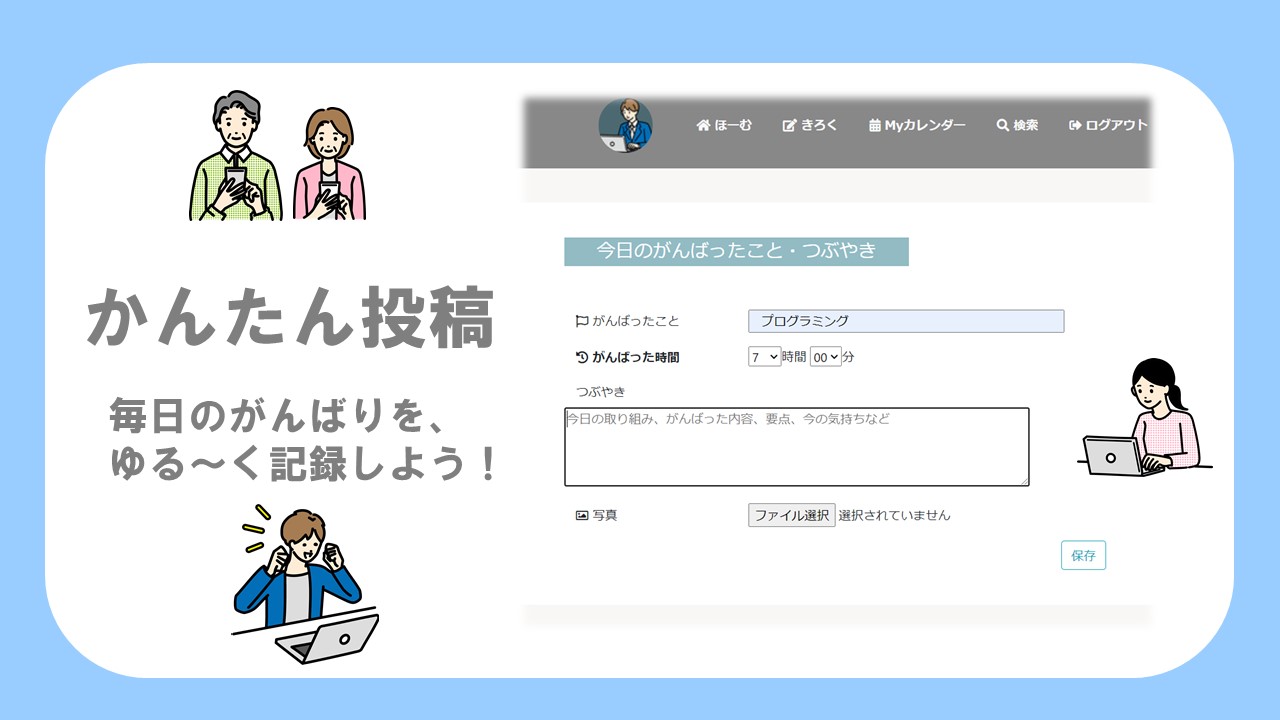 ほーむ きろく Myカレンダー 検索 ログアウト
今日のがんばったこと・つぶやき
かんたん投稿
毎日のがんばりを、
ゆる～く記録しよう！
がんばったこと プログラミング
がんばった時間 7 時間 00 分
つぶやき
今日の取り組み、がんばった内容、要点、今の気持ちなど
写真 ファイル選択 選択されていません
保存